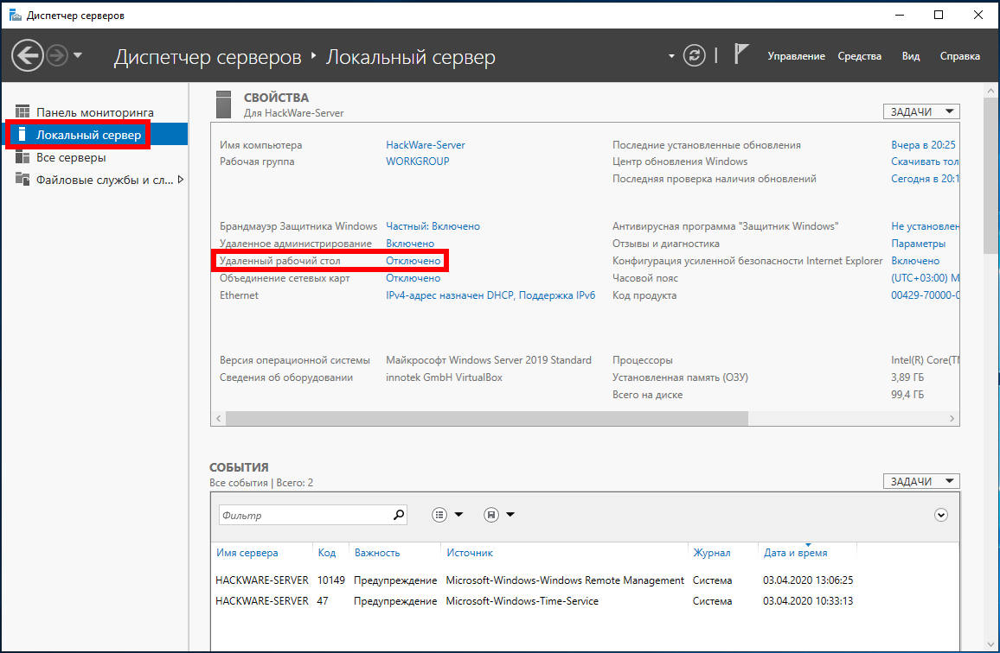 Диспетчер серверов
Диспетчер серверов ‣ Локальный сервер
Управление Средства Вид Справка
Панель мониторинга
Локальный сервер
Все серверы
Файловые службы и сл...
СВОЙСТВА
Для HackWare-Server
ЗАДАЧИ
Имя компьютера HackWare-Server Последние установленные обновления Вчера в 20:25
Рабочая группа WORKGROUP Центр обновления Windows Скачивать тол
Последняя проверка наличия обновлений Сегодня в 20:1
Брандмауэр Защитника Windows Частный: Включено Антивирусная программа "Защитник Windows" Не установлен
Удаленное администрирование Включено Отзывы и диагностика Параметры
Удаленный рабочий стол Отключено Конфигурация усиленной безопасности Internet Explorer Включено
Объединение сетевых карт Отключено Часовой пояс (UTC+03:00) М
Ethernet IPv4-адрес назначен DHCP, Поддержка IPv6 Код продукта 00429-70000-0
Версия операционной системы Майкрософт Windows Server 2019 Standard Процессоры Intel(R) Core(TM
Сведения об оборудовании innotek GmbH VirtualBox Установленная память (ОЗУ) 3,89 ГБ
Всего на диске 99,4 ГБ
СОБЫТИЯ
Все события | Всего: 2
ЗАДАЧИ
Фильтр
Имя сервера Код Важность Источник Журнал Дата и время
HACKWARE-SERVER 10149 Предупреждение Microsoft-Windows-Windows Remote Management Система 03.04.2020 13:06:25
HACKWARE-SERVER 47 Предупреждение Microsoft-Windows-Time-Service Система 03.04.2020 10:33:13